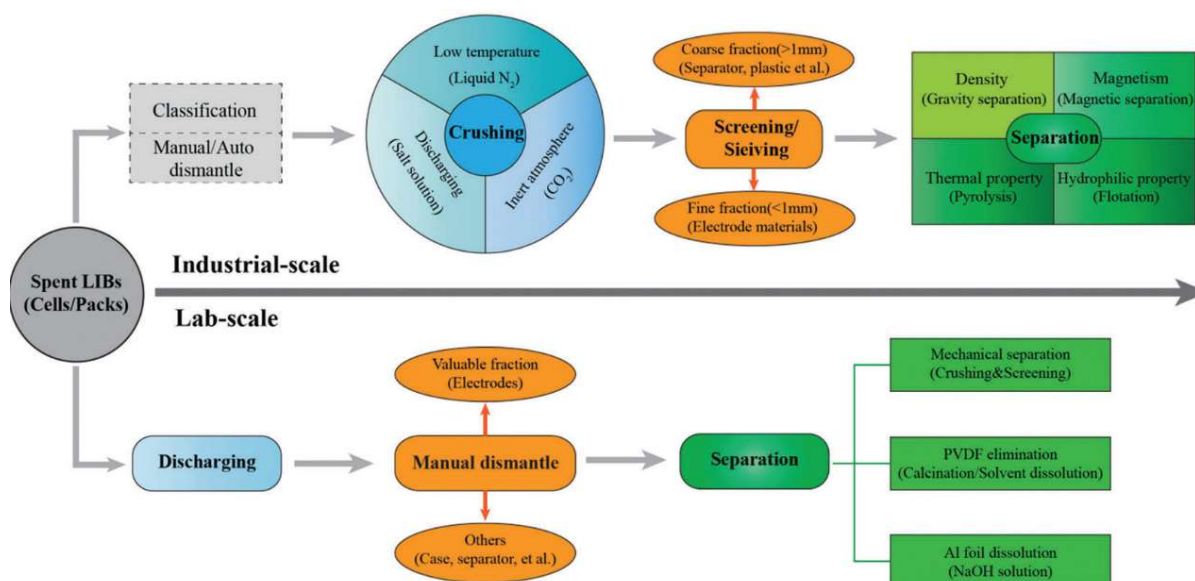 Classification
Manual/Auto
dismantle
Low temperature
(Liquid N₂)
Discharging
(Salt solution)
Inert atmosphere
(CO₂)
Crushing
Coarse fraction(>1mm)
(Separator, plastic et al.)
Screening/
Sieiving
Fine fraction(<1mm)
(Electrode materials)
Density
(Gravity separation)
Magnetism
(Magnetic separation)
Separation
Thermal property
(Pyrolysis)
Hydrophilic property
(Flotation)
Spent LIBs
(Cells/Packs)
Industrial-scale
Lab-scale
Discharging
Valuable fraction
(Electrodes)
Manual dismantle
Others
(Case, separator, et al.)
Separation
Mechanical separation
(Crushing&Screening)
PVDF elimination
(Calcination/Solvent dissolution)
Al foil dissolution
(NaOH solution)